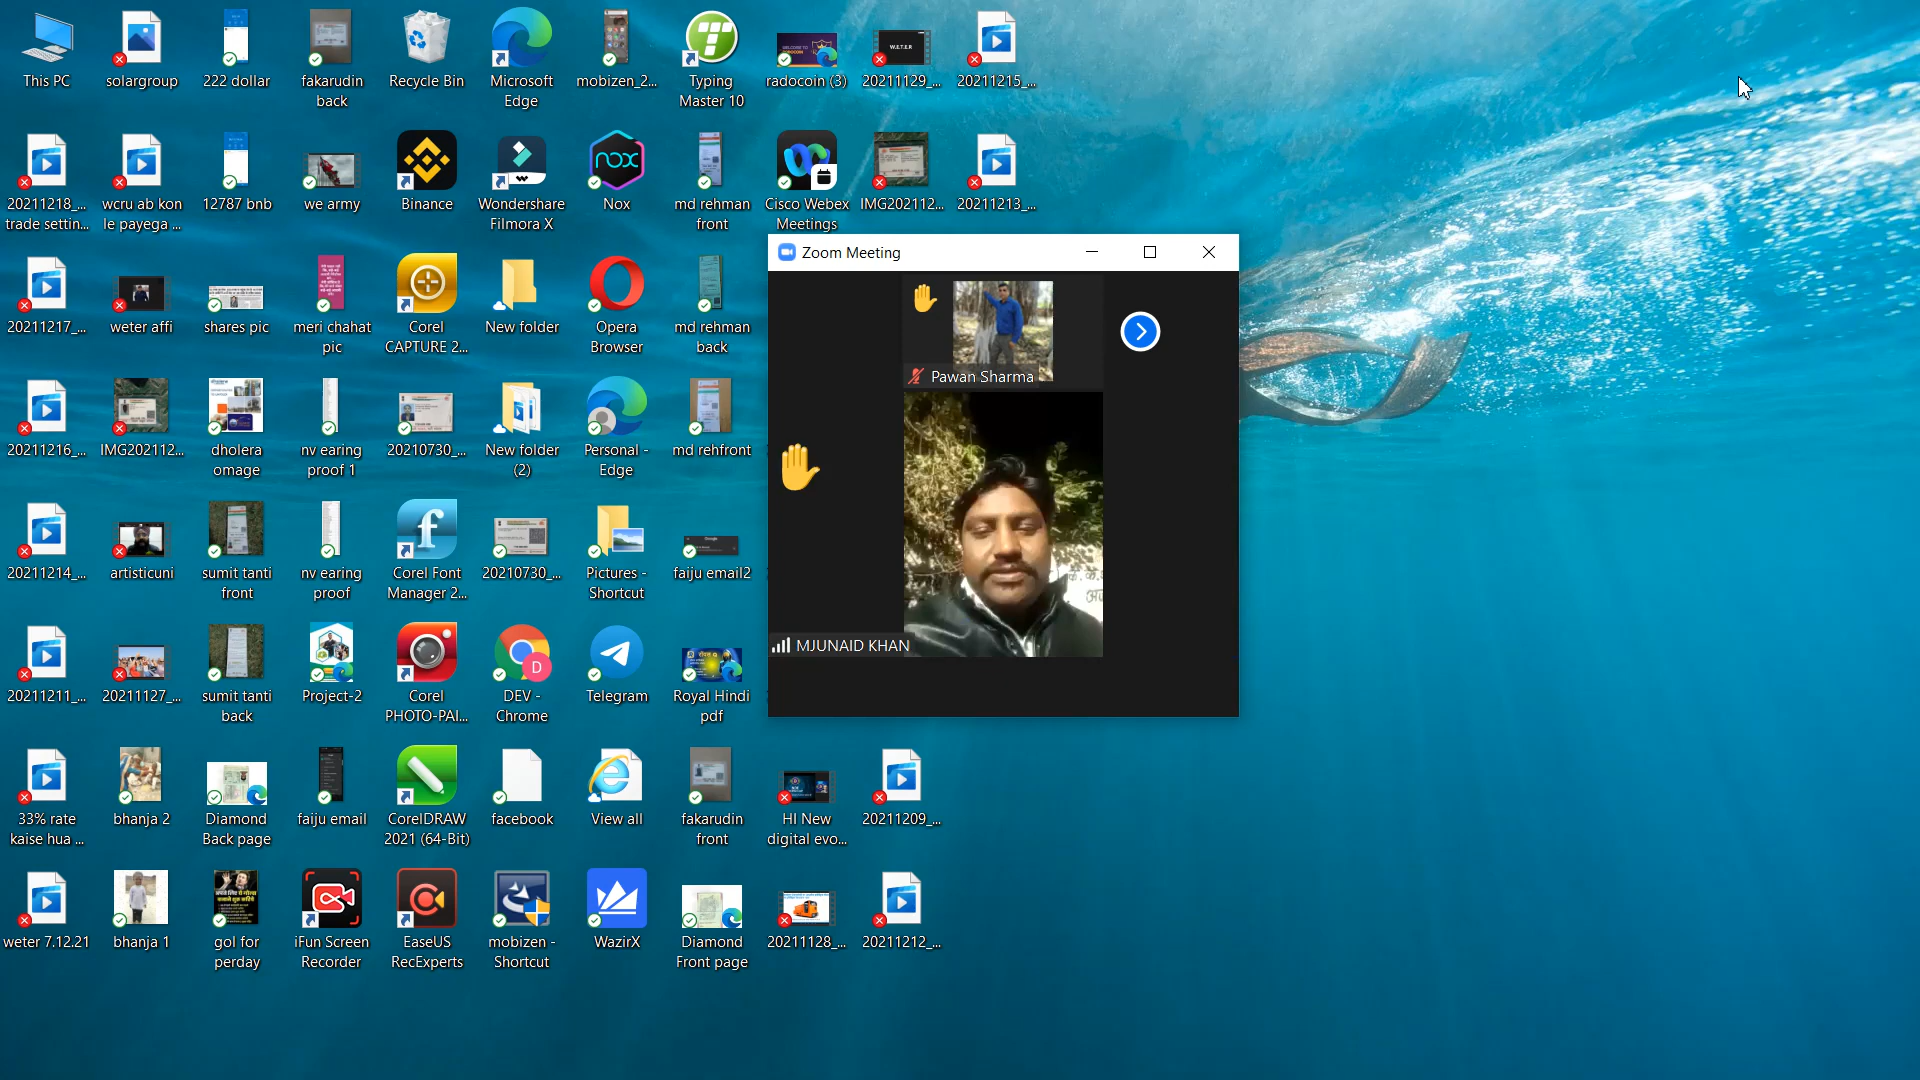 This PC
solargroup
222 dollar
fakarudin
back
Recycle Bin
Microsoft
Edge
mobizen_2...
Typing
Master 10
radocoin (3)
20211129_...
20211215_...
20211218_...
trade settin...
wcru ab kon
le payega ...
12787 bnb
we army
Binance
Wondershare
Filmora X
Nox
md rehman
front
Cisco Webex
Meetings
IMG202112...
20211213_...
20211217_...
weter affi
shares pic
meri chahat
pic
Corel
CAPTURE 2...
New folder
Opera
Browser
md rehman
back
Zoom Meeting
Pawan Sharma
MJUNAID KHAN
20211216_...
IMG202112...
dholera
omage
nv earing
proof 1
20210730_...
New folder
(2)
Personal -
Edge
md rehfront
20211214_...
artisticuni
sumit tanti
front
nv earing
proof
Corel Font
Manager 2...
20210730_...
Pictures -
Shortcut
faiju email2
20211211_...
20211127_...
sumit tanti
back
Project-2
Corel
PHOTO-PAI...
DEV -
Chrome
Telegram
Royal Hindi
pdf
33% rate
kaise hua ...
bhanja 2
Diamond
Back page
faiju email
CorelDRAW
2021 (64-Bit)
facebook
View all
fakarudin
front
HI New
digital evo...
20211209_...
weter 7.12.21
bhanja 1
gol for
perday
iFun Screen
Recorder
EaseUS
RecExperts
mobizen -
Shortcut
WazirX
Diamond
Front page
20211128_...
20211212_...